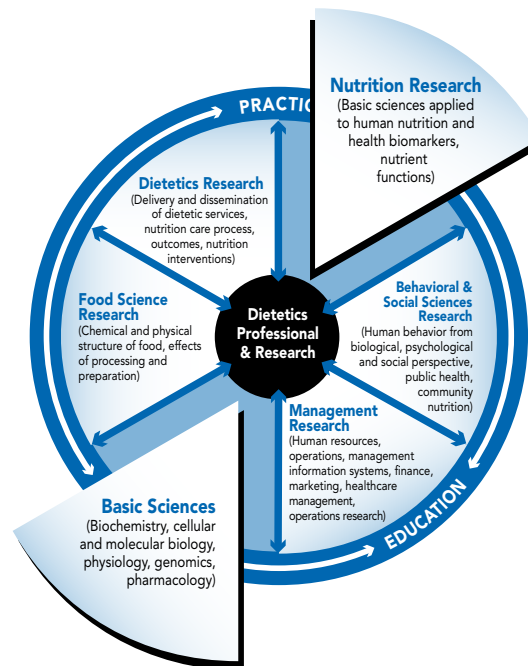 Nutrition Research
(Basic sciences applied
to human nutrition and
health biomarkers,
nutrient
functions)
Dietetics Research
(Delivery and dissemination
of dietetic services,
nutrition care process,
outcomes, nutrition
interventions)
Food Science
Research
(Chemical and physical
structure of food, effects
of processing and
preparation)
Dietetics
Professional
& Research
Behavioral &
Social Sciences
Research
(Human behavior from
biological, psychological
and social perspective,
public health,
community
nutrition)
Management
Research
(Human resources,
operations, management
information systems, finance,
marketing, healthcare
management,
operations research)
Basic Sciences
(Biochemistry, cellular
and molecular biology,
physiology, genomics,
pharmacology)
EDUCATION